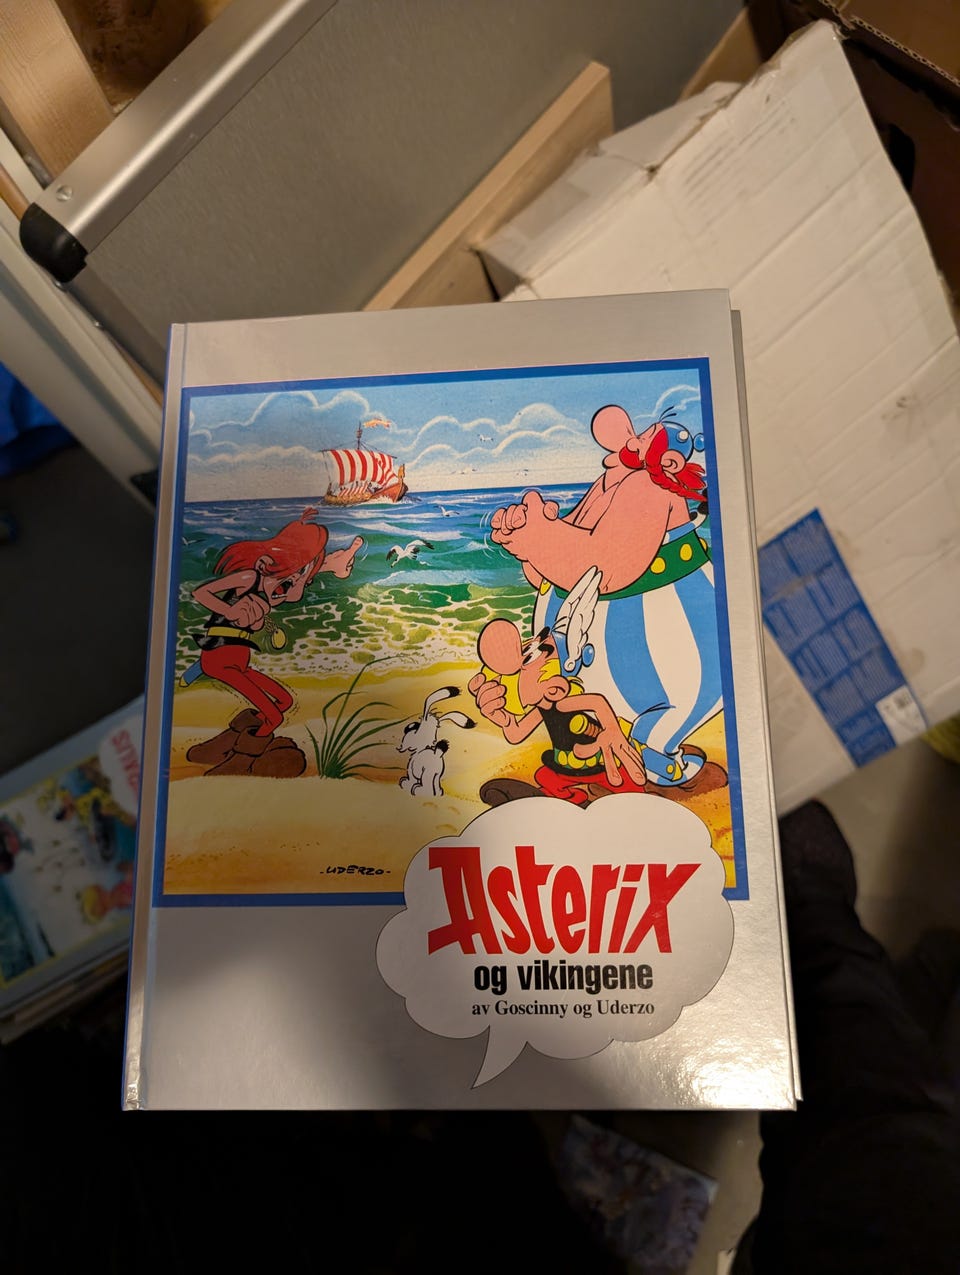 -UDERZO-
Asterix
og vikingene
av Goscinny og Uderzo